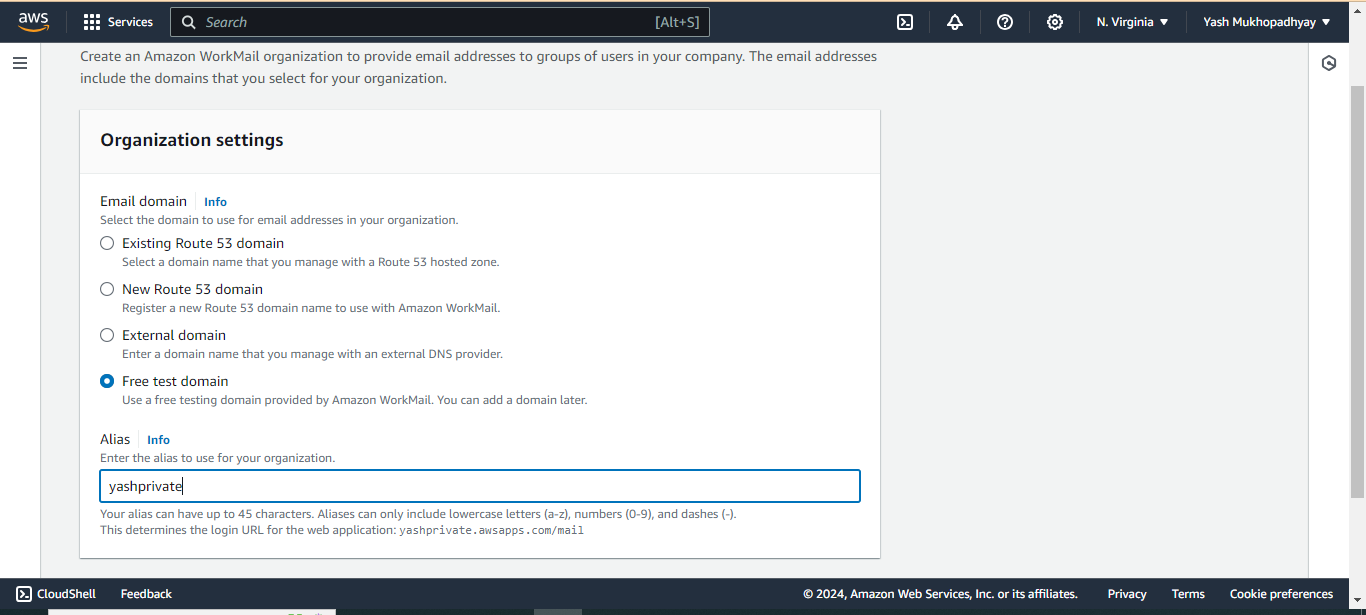 aws
Services
Search
[Alt+S]
N. Virginia
Yash Mukhopadhyay
Create an Amazon WorkMail organization to provide email addresses to groups of users in your company. The email addresses
include the domains that you select for your organization.
Organization settings
Email domain
Info
Select the domain to use for email addresses in your organization.
Existing Route 53 domain
Select a domain name that you manage with a Route 53 hosted zone.
New Route 53 domain
Register a new Route 53 domain name to use with Amazon WorkMail.
External domain
Enter a domain name that you manage with an external DNS provider.
Free test domain
Use a free testing domain provided by Amazon WorkMail. You can add a domain later.
Alias
Info
Enter the alias to use for your organization.
yashprivate
Your alias can have up to 45 characters. Aliases can only include lowercase letters (a-z), numbers (0-9), and dashes (-).
This determines the login URL for the web application: yashprivate.awsapps.com/mail
CloudShell
Feedback
© 2024, Amazon Web Services, Inc. or its affiliates.
Privacy
Terms
Cookie preferences